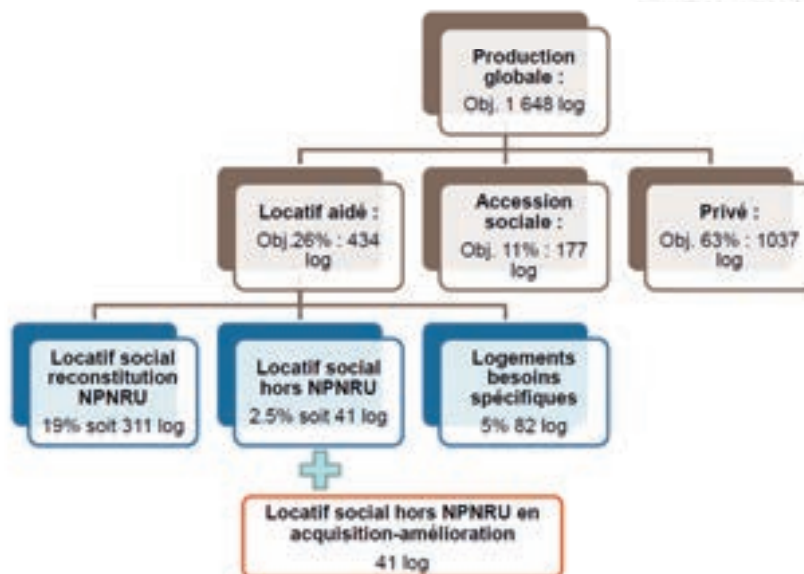 Production
globale :
Obj. 1 648 log
Locatif aidé :
Obj.26% : 434
log
Accession
sociale :
Obj. 11% : 177
log
Privé :
Obj. 63% : 1037
log
Locatif social
reconstitution
NPNRU
19% soit 311 log
Locatif social
hors NPNRU
2.5% soit 41 log
Logements
besoins
spécifiques
5% 82 log
Locatif social hors NPNRU en
acquisition-amélioration
41 log